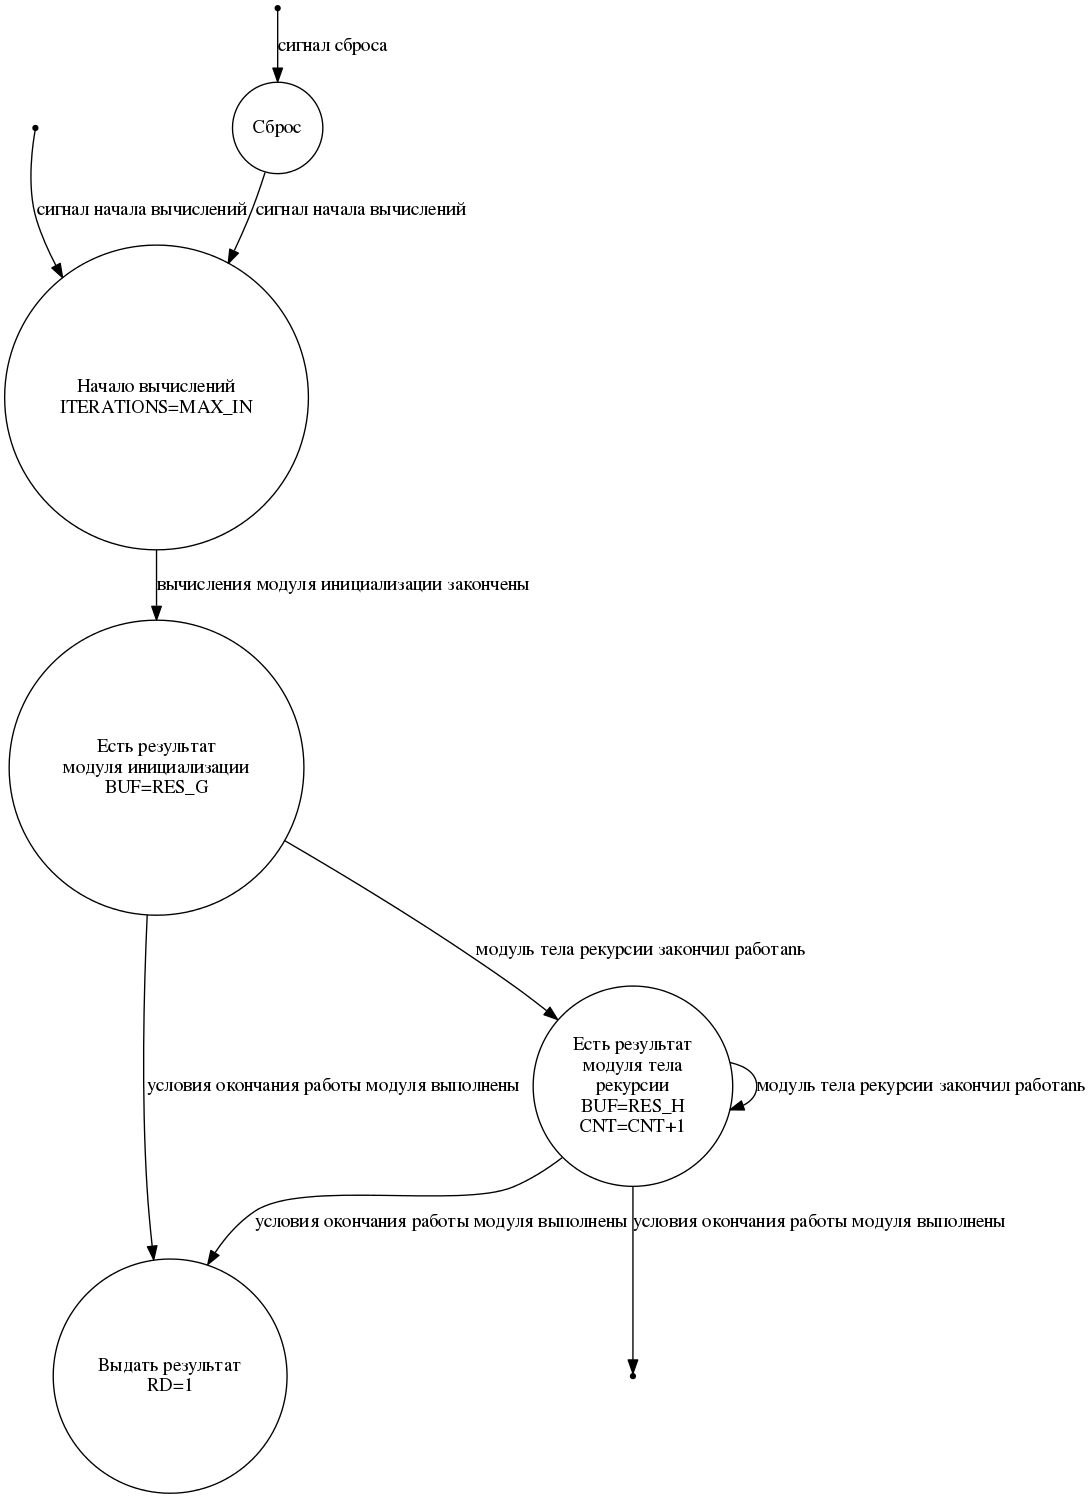 сигнал сброса
Сброс
сигнал начала вычислений
сигнал начала вычислений
Начало вычислений
ITERATIONS=MAX_IN
вычисления модуля инициализации закончены
Есть результат
модуля инициализации
BUF=RES_G
модуль тела рекурсии закончил работапь
Есть результат
модуля тела
рекурсии
BUF=RES_H
CNT=CNT+1
модуль тела рекурсии закончил работапь
условия окончания работы модуля выполнены
условия окончания работы модуля выполнены
условия окончания работы модуля выполнены
Выдать результат
RD=1